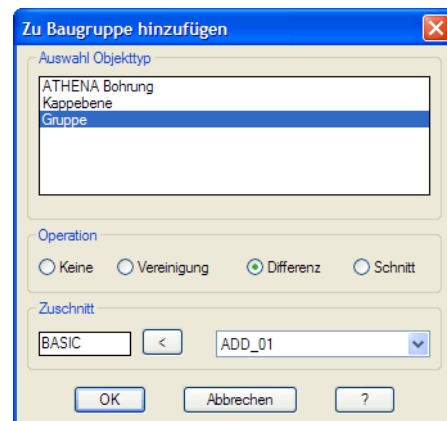 Zu Baugruppe hinzufügen
Auswahl Objekttyp
ATHENA Bohrung
Kappebene
Gruppe
Operation
Keine Vereinigung Differenz Schnitt
Zuschnitt
BASIC < ADD_01
OK Abbrechen ?